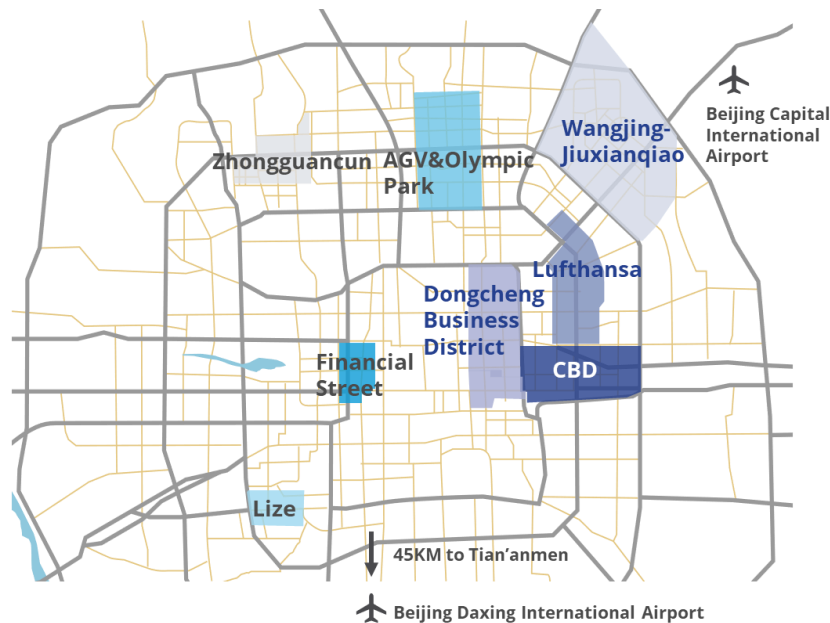 Beijing Capital
International
Airport
Wangjing-
Jiuxianqiao
Zhongguancun
AGV&Olympic
Park
Lufthansa
Dongcheng
Business
District
Financial
Street
CBD
Lize
45KM to Tian’anmen
Beijing Daxing International Airport